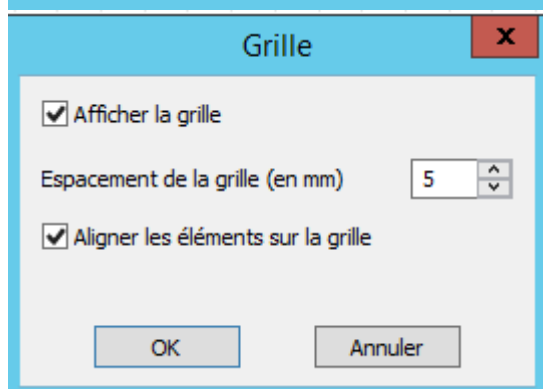 Grille
x
Afficher la grille
Espacement de la grille (en mm) 5
Aligner les éléments sur la grille
OK Annuler